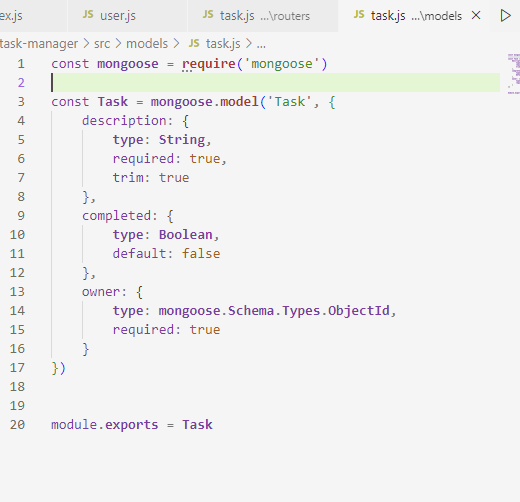 ex.js JS user.js JS task.js ...\routers JS task.js ...\models
task-manager > src > models > JS task.js > ...
1 const mongoose = require('mongoose')
2
3 const Task = mongoose.model('Task', {
4 description: {
5 type: String,
6 required: true,
7 trim: true
8 },
9 completed: {
10 type: Boolean,
11 default: false
12 },
13 owner: {
14 type: mongoose.Schema.Types.ObjectId,
15 required: true
16 }
17 })
18
19
20 module.exports = Task